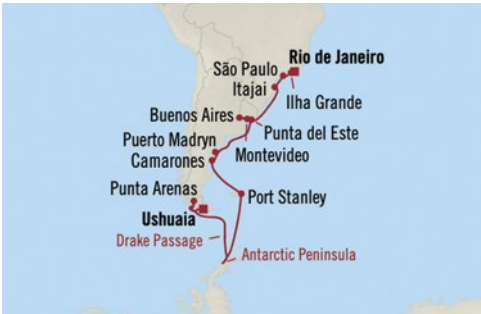 Rio de Janeiro
São Paulo
Itajai
Ilha Grande
Buenos Aires
Punta del Este
Puerto Madryn
Montevideo
Camarones
Punta Arenas
Port Stanley
Ushuaia
Drake Passage
Antarctic Peninsula